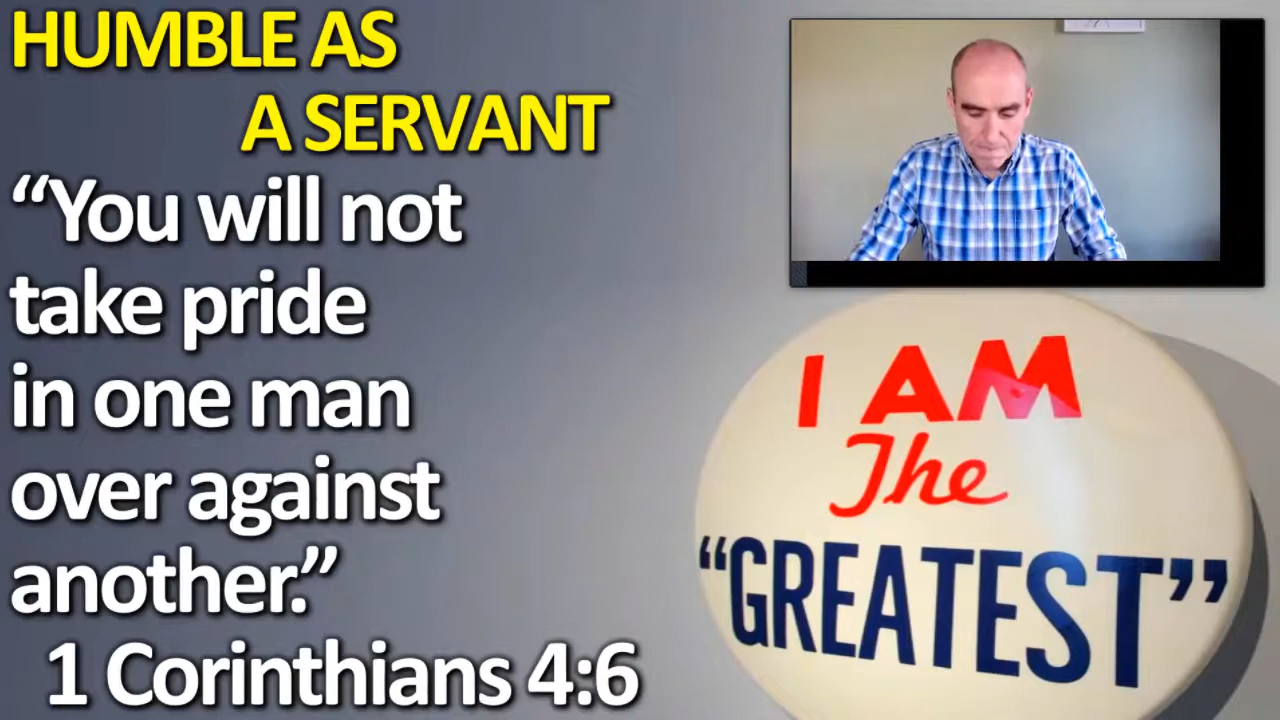 HUMBLE AS
A SERVANT
“You will not
take pride
in one man
over against
another.”
1 Corinthians 4:6
I AM
The
“GREATEST”